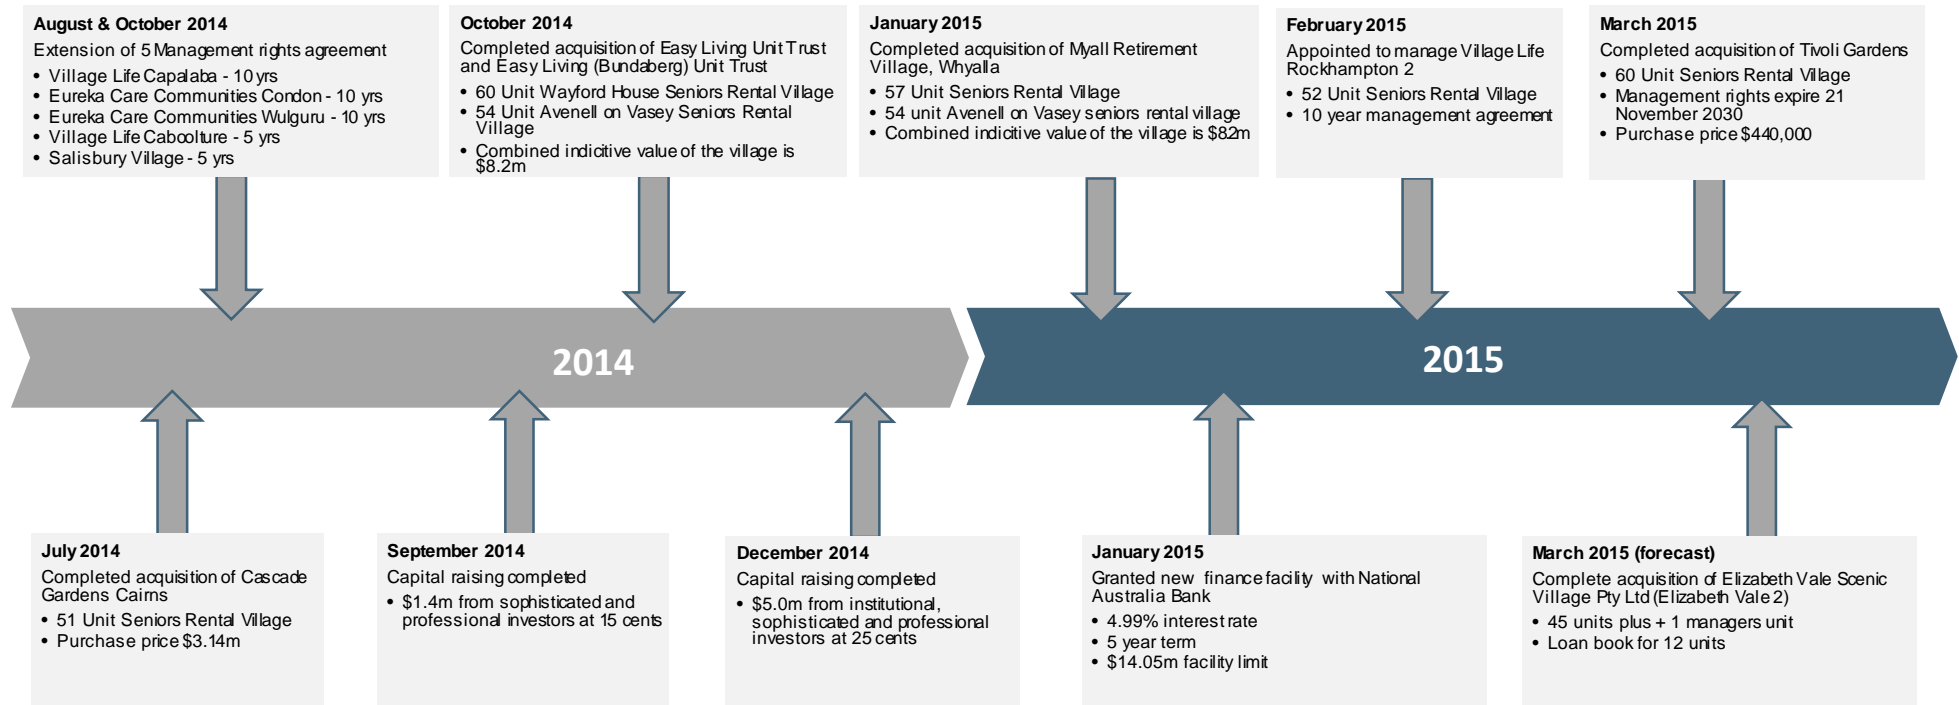 August & October 2014
Extension of 5 Management rights agreement
• Village Life Capalaba - 10 yrs
• Eureka Care Communities Condon - 10 yrs
• Eureka Care Communities Wulguru - 10 yrs
• Village Life Caboolture - 5 yrs
• Salisbury Village - 5 yrs
October 2014
Completed acquisition of Easy Living Unit Trust
and Easy Living (Bundaberg) Unit Trust
• 60 Unit Wayford House Seniors Rental Village
• 54 Unit Avenell on Vasey Seniors Rental
Village
• Combined indicitive value of the village is
$8.2m
January 2015
Completed acquisition of Myall Retirement
Village, Whyalla
• 57 Unit Seniors Rental Village
• 54 unit Avenell on Vasey seniors rental village
• Combined indicitive value of the village is $82m
February 2015
Appointed to manage Village Life
Rockhampton 2
• 52 Unit Seniors Rental Village
• 10 year management agreement
March 2015
Completed acquisition of Tivoli Gardens
• 60 Unit Seniors Rental Village
• Management rights expire 21
November 2030
• Purchase price $440,000
2014
2015
July 2014
Completed acquisition of Cascade
Gardens Cairns
• 51 Unit Seniors Rental Village
• Purchase price $3.14m
September 2014
Capital raising completed
• $1.4m from sophisticated and
professional investors at 15 cents
December 2014
Capital raising completed
• $5.0m from institutional,
sophisticated and professional
investors at 25 cents
January 2015
Granted new finance facility with National
Australia Bank
• 4.99% interest rate
• 5 year term
• $14.05m facility limit
March 2015 (forecast)
Complete acquisition of Elizabeth Vale Scenic
Village Pty Ltd (Elizabeth Vale 2)
• 45 units plus + 1 managers unit
• Loan book for 12 units